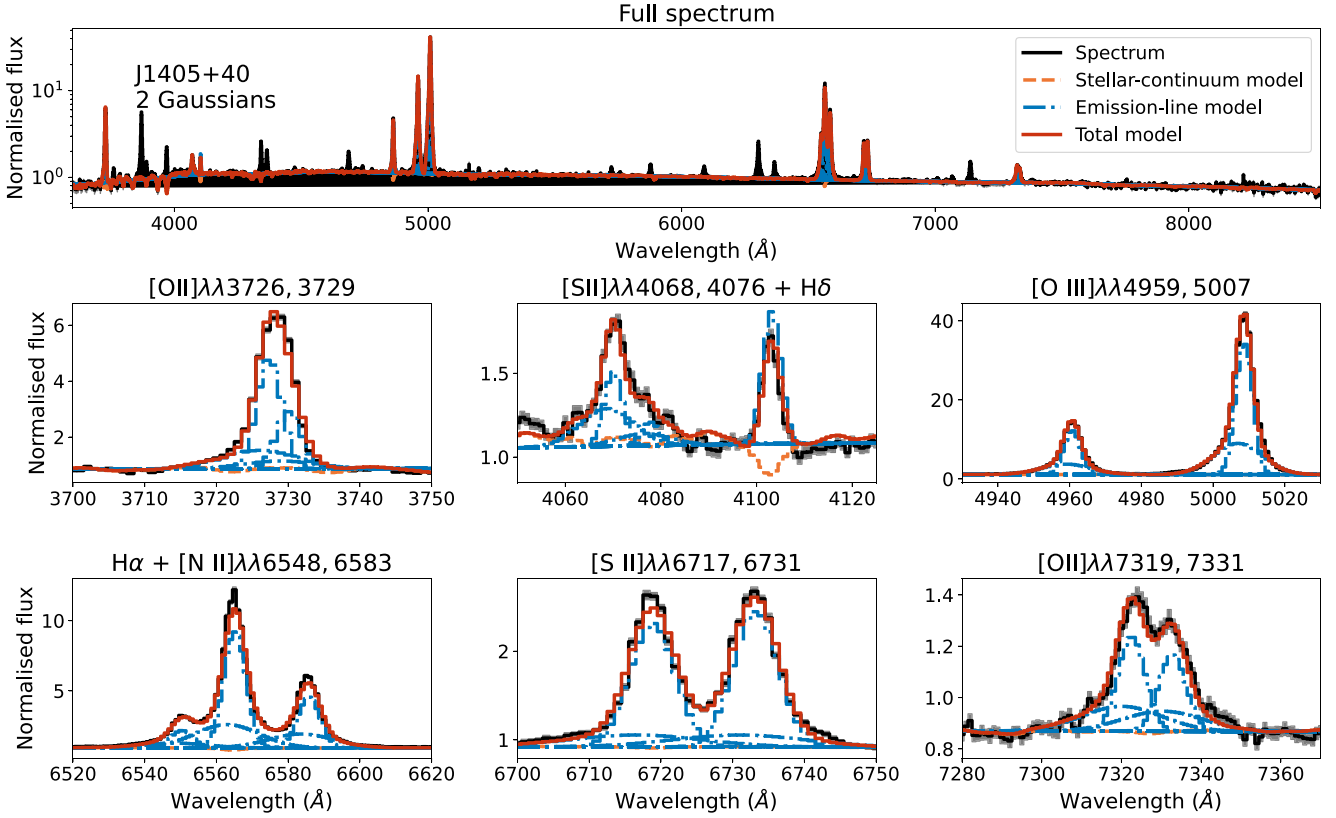 Full spectrum
Normalised flux
10¹
10⁰
J1405+40
2 Gaussians
Spectrum
Stellar-continuum model
Emission-line model
Total model
4000 5000 6000 7000 8000
Wavelength (Å)
[OII]λλ3726, 3729
[SII]λλ4068, 4076 + Hδ
[O III]λλ4959, 5007
Normalised flux
6
4
2
3700 3710 3720 3730 3740 3750
1.5
1.0
4060 4080 4100 4120
40
20
0
4940 4960 4980 5000 5020
Hα + [N II]λλ6548, 6583
[S II]λλ6717, 6731
[OII]λλ7319, 7331
Normalised flux
10
5
6520 6540 6560 6580 6600 6620
Wavelength (Å)
2
1
6700 6710 6720 6730 6740 6750
Wavelength (Å)
1.4
1.2
1.0
0.8
7280 7300 7320 7340 7360
Wavelength (Å)